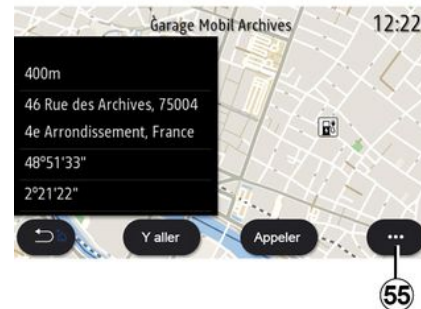 Garage Mobil Archives
12:22
400m
46 Rue des Archives, 75004
4e Arrondissement, France
48°51'33"
2°21'22"
Y aller
Appeler
...
55